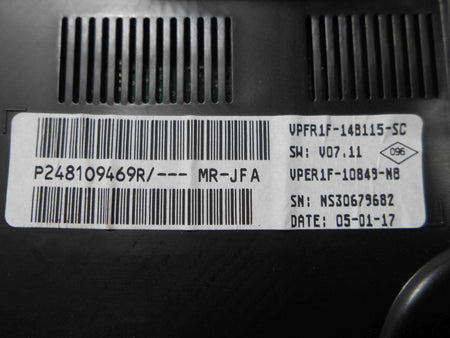 P248109469R/--- MR-JFA
VPFR1F-14B115-SC
SW: V07.11
096
VPER1F-10849-NB
SN: NS30679682
DATE: 05-01-17